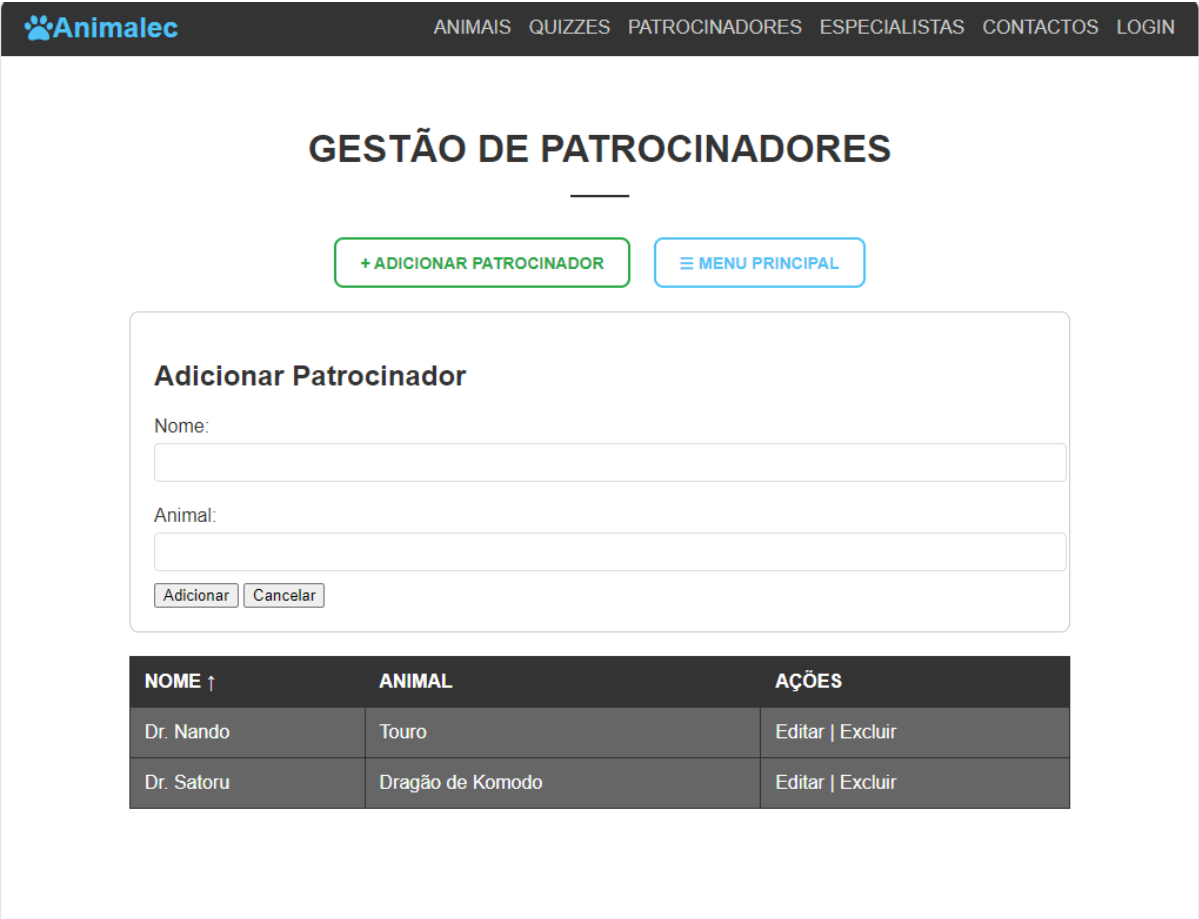 Animalec ANIMAIS QUIZZES PATROCINADORES ESPECIALISTAS CONTACTOS LOGIN
GESTÃO DE PATROCINADORES
+ ADICIONAR PATROCINADOR ☰ MENU PRINCIPAL
Adicionar Patrocinador
Nome:
Animal:
Adicionar Cancelar
NOME ↑ ANIMAL AÇÕES
Dr. Nando Touro Editar | Excluir
Dr. Satoru Dragão de Komodo Editar | Excluir